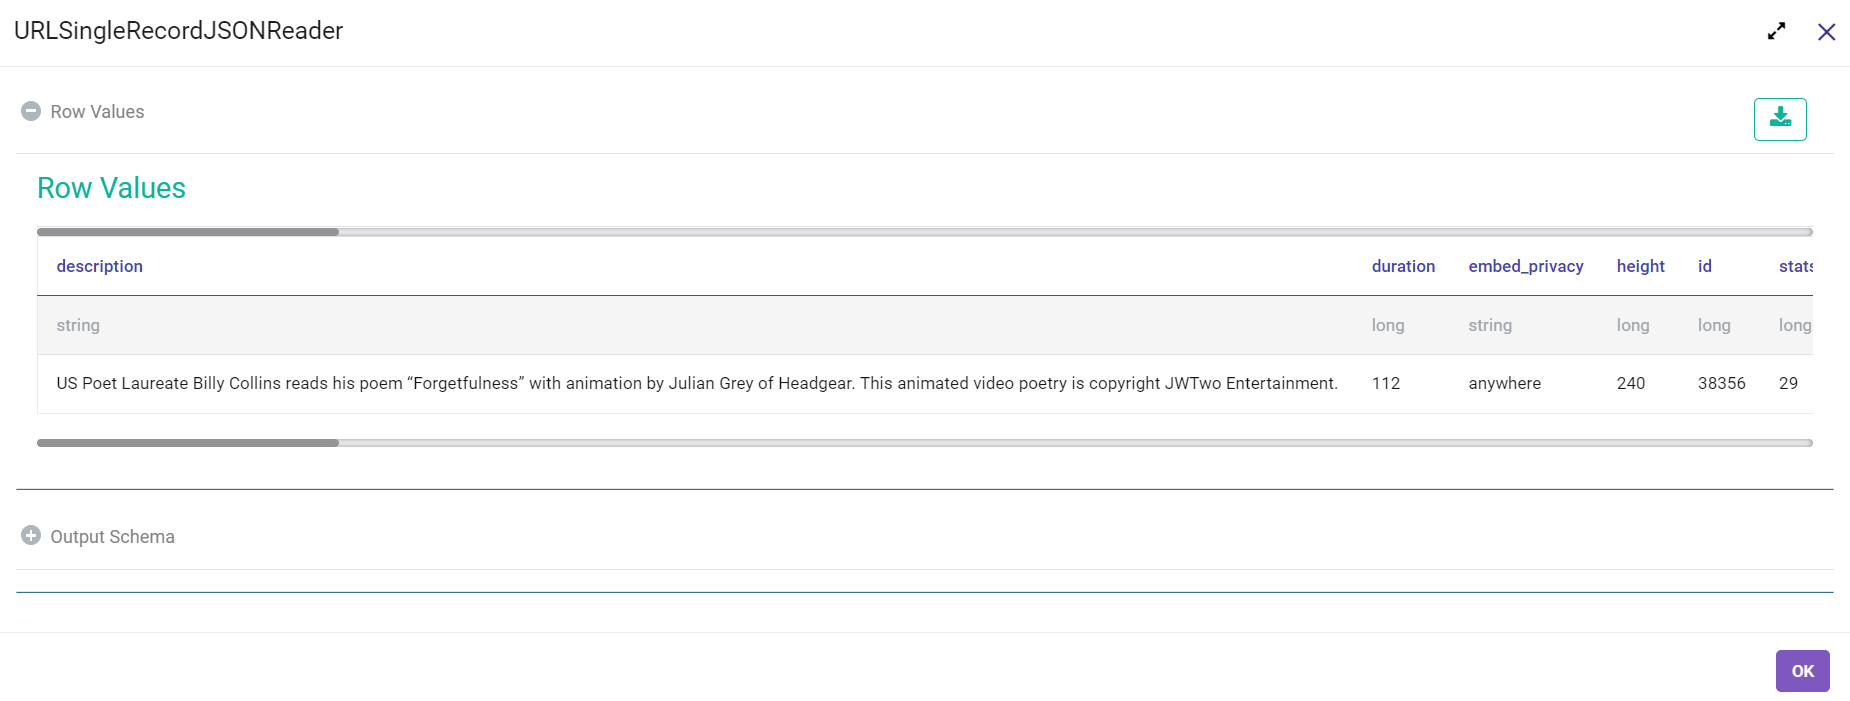 URLSingleRecordJSONReader
Row Values
Row Values
description duration embed_privacy height id stats
string long string long long long
US Poet Laureate Billy Collins reads his poem “Forgetfulness” with animation by Julian Grey of Headgear. This animated video poetry is copyright JWTwo Entertainment. 112 anywhere 240 38356 29
Output Schema
OK